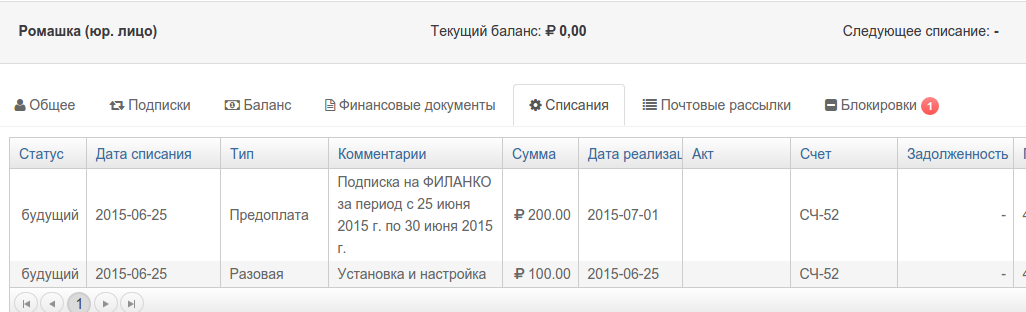 Ромашка (юр. лицо) Текущий баланс: ₽ 0,00 Следующее списание: -
Общее Подписки Баланс Финансовые документы Списания Почтовые рассылки Блокировки 1
Статус Дата списания Тип Комментарии Сумма Дата реализац Акт Счет Задолженность
будущий 2015-06-25 Предоплата Подписка на ФИЛАНКО
за период с 25 июня
2015 г. по 30 июня 2015
г. ₽ 200.00 2015-07-01 СЧ-52 -
будущий 2015-06-25 Разовая Установка и настройка ₽ 100.00 2015-06-25 СЧ-52 -
1